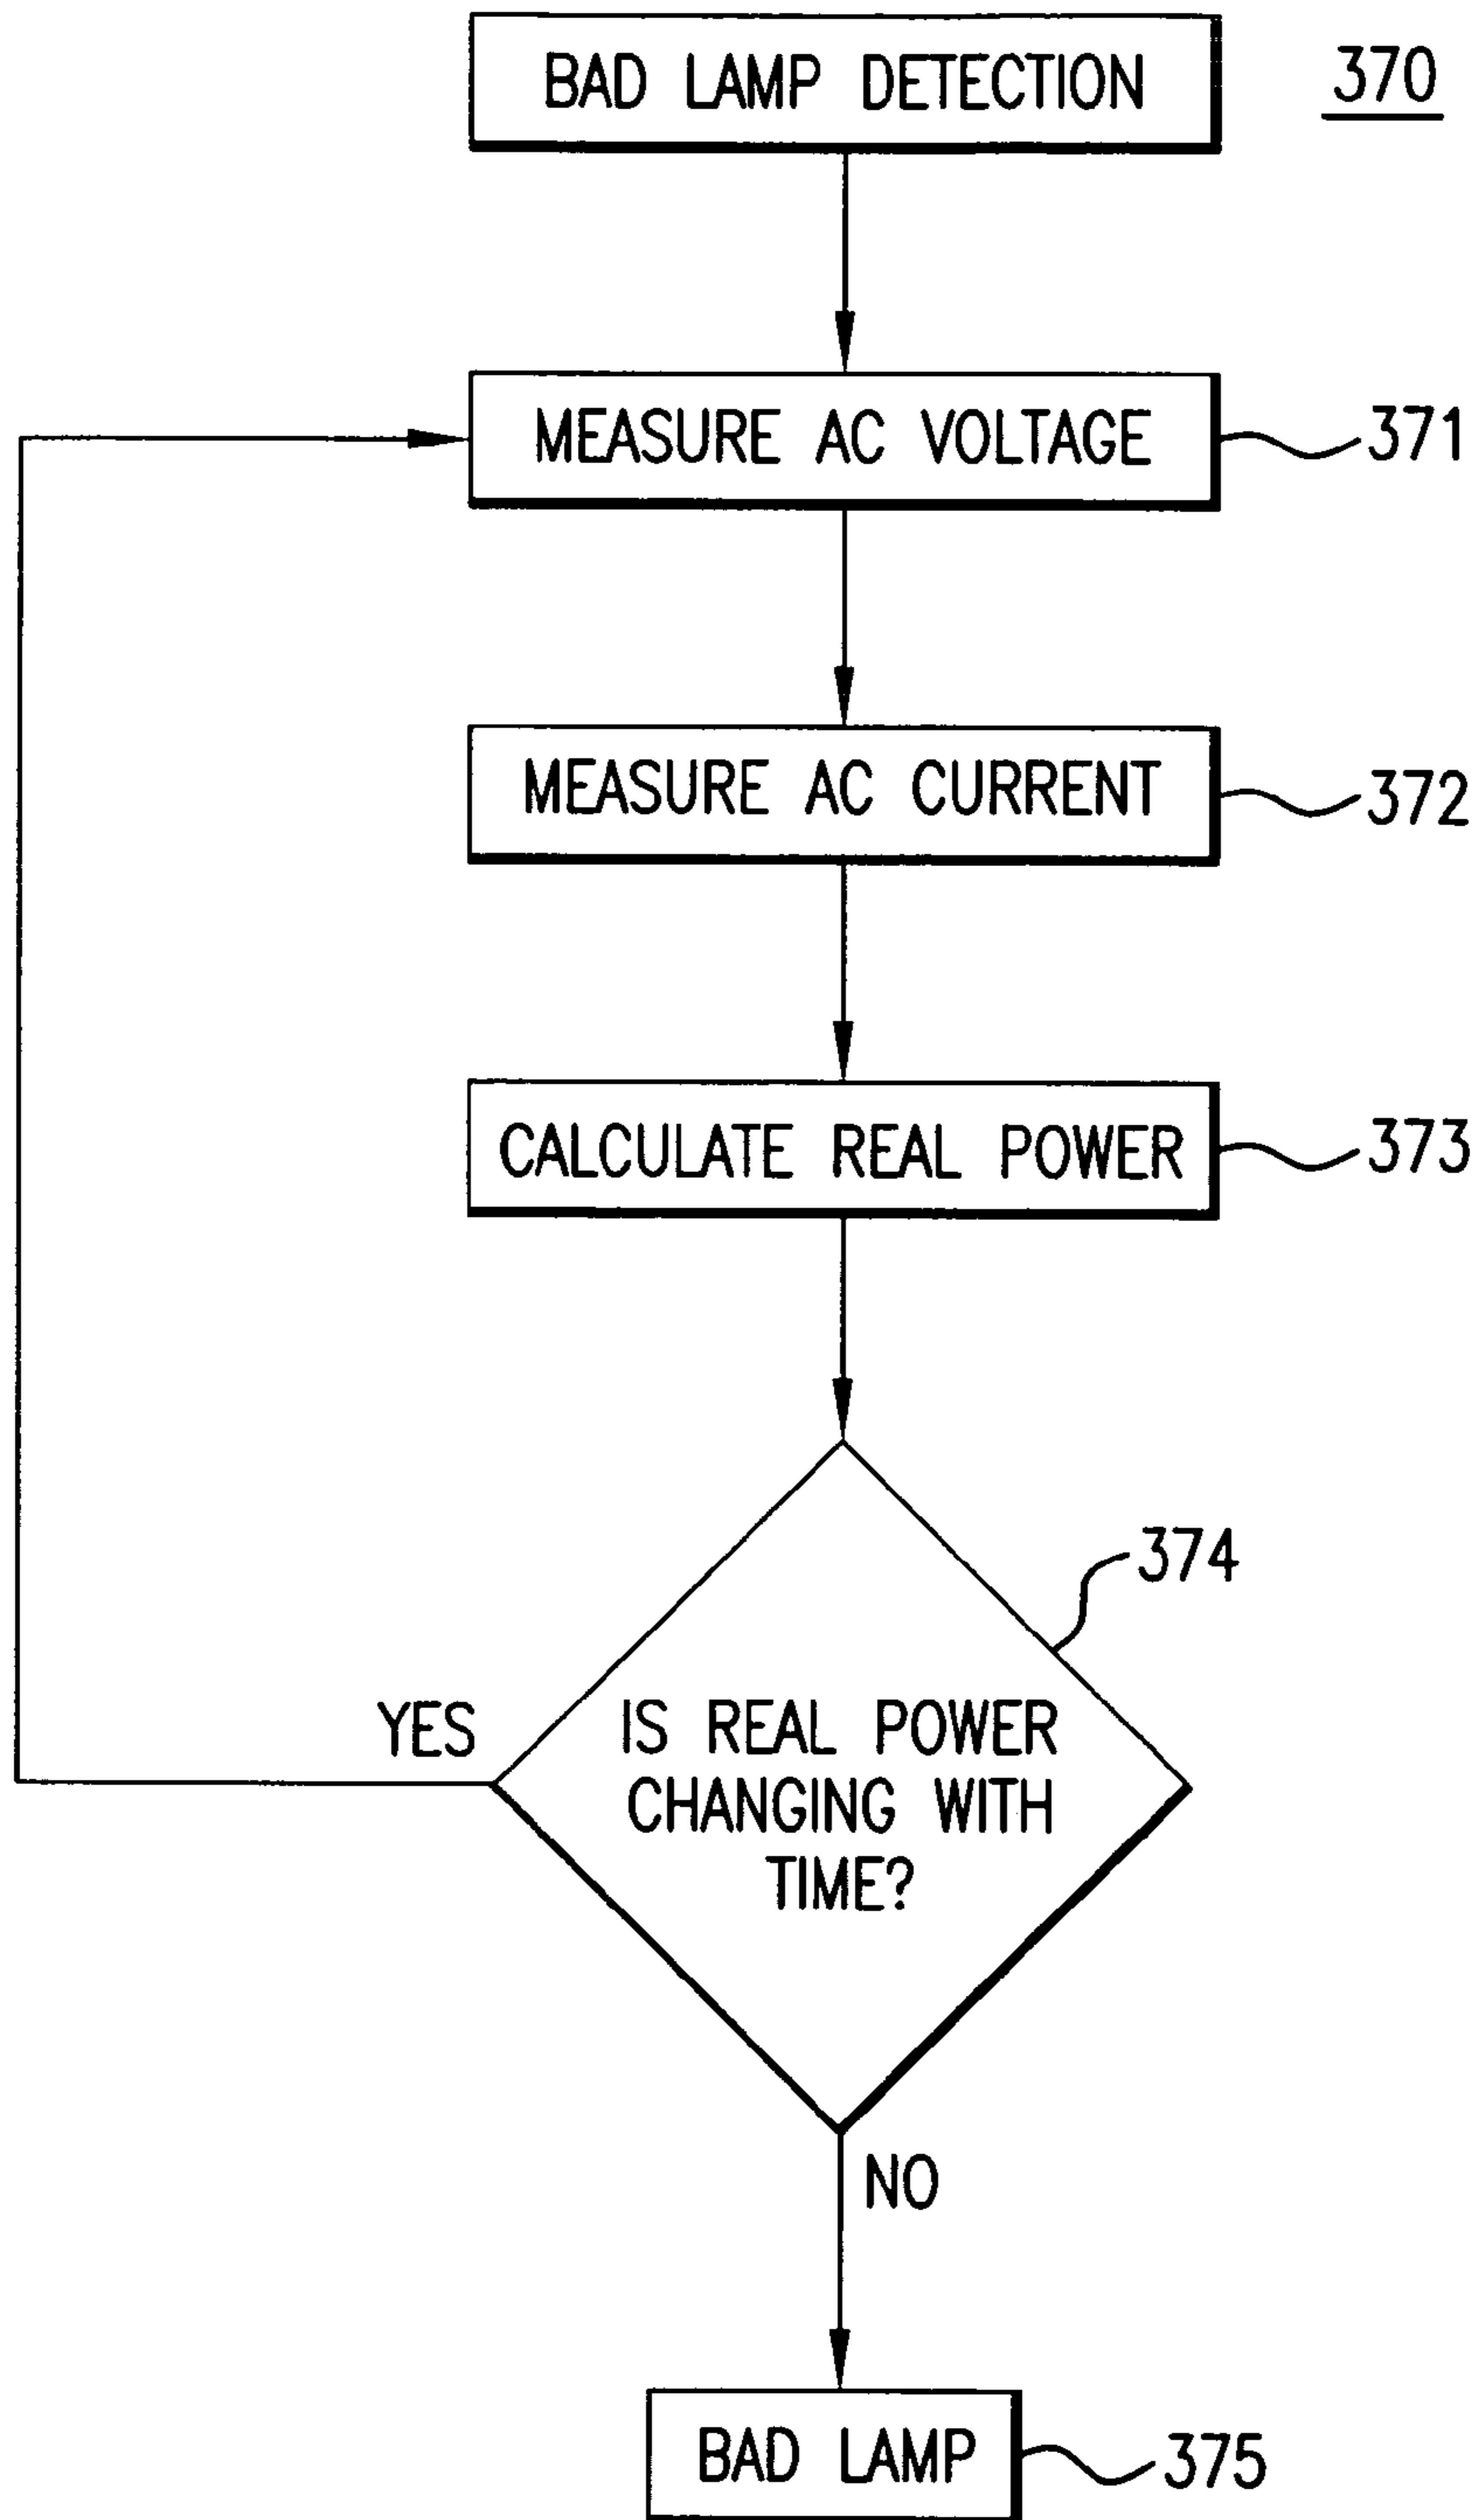 BAD LAMP DETECTION
370
MEASURE AC VOLTAGE
371
MEASURE AC CURRENT
372
CALCULATE REAL POWER
373
374
YES
IS REAL POWER
CHANGING WITH
TIME?
NO
BAD LAMP
375